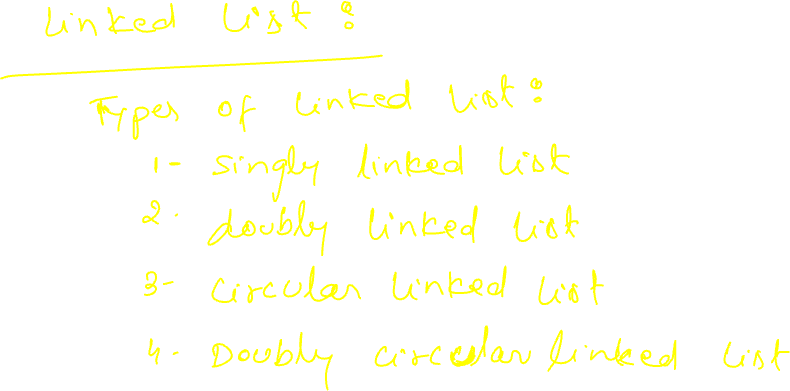 Linked List :
Types of Linked List :
1- Singly linked List
2. doubly linked list
3- Circular Linked List
4- Doubly circular linked List